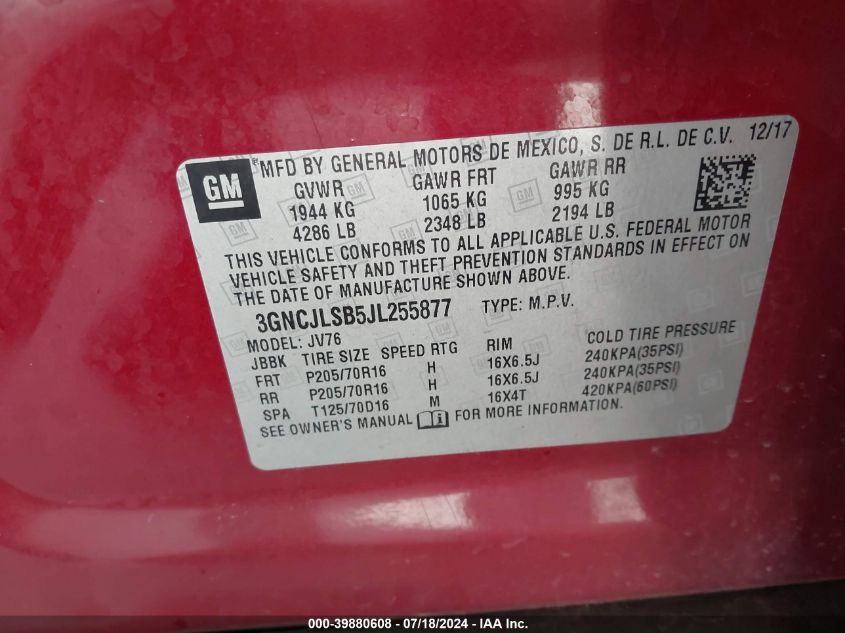 GM
MFD BY GENERAL MOTORS DE MEXICO, S. DE R.L. DE C.V. 12/17
GVWR GAWR FRT GAWR RR
1944 KG 1065 KG 995 KG
4286 LB 2348 LB 2194 LB
THIS VEHICLE CONFORMS TO ALL APPLICABLE U.S. FEDERAL MOTOR
VEHICLE SAFETY AND THEFT PREVENTION STANDARDS IN EFFECT ON
THE DATE OF MANUFACTURE SHOWN ABOVE.
3GNCJLSB5JL255877 TYPE: M.P.V.
MODEL: JV76
JBBK TIRE SIZE SPEED RTG RIM COLD TIRE PRESSURE
FRT P205/70R16 H 16X6.5J 240KPA(35PSI)
RR P205/70R16 H 16X6.5J 240KPA(35PSI)
SPA T125/70D16 M 16X4T 420KPA(60PSI)
SEE OWNER'S MANUAL FOR MORE INFORMATION.
000-39880608 - 07/18/2024 - IAA Inc.